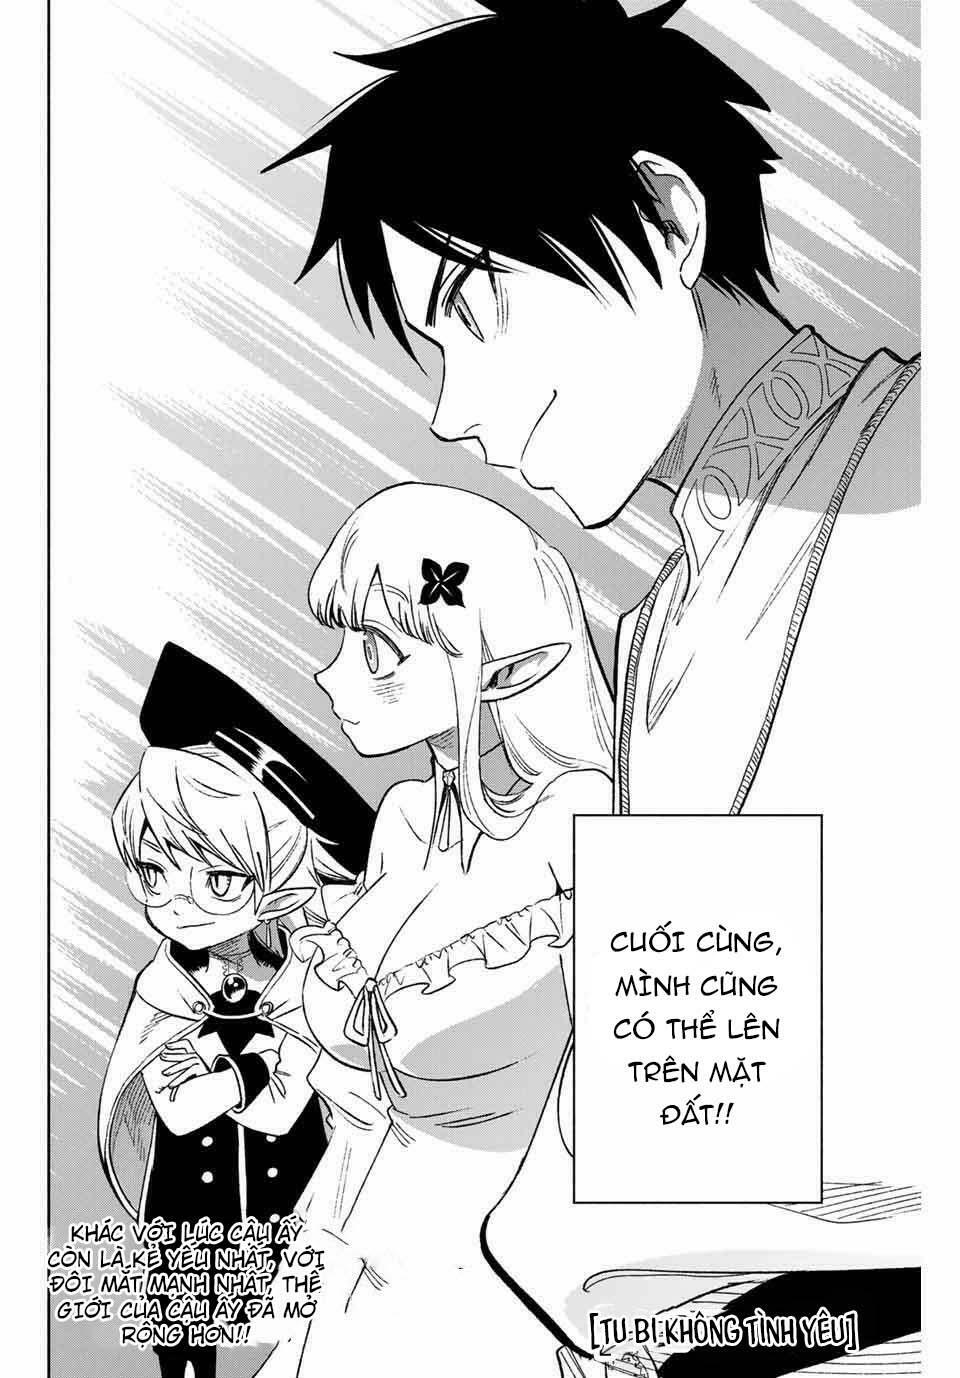 CUỐI CÙNG,
MÌNH CŨNG
CÓ THỂ LÊN
TRÊN MẶT
ĐẤT!!
KHÁC VỚI LÚC CẬU ẤY
CÒN LÀ KẺ YẾU NHẤT, VỚI
ĐÔI MẮT MẠNH NHẤT, THẾ
GIỚI CỦA CẬU ẤY ĐÃ MỞ
RỘNG HƠN!!
[TU BI KHÔNG TÌNH YÊU]